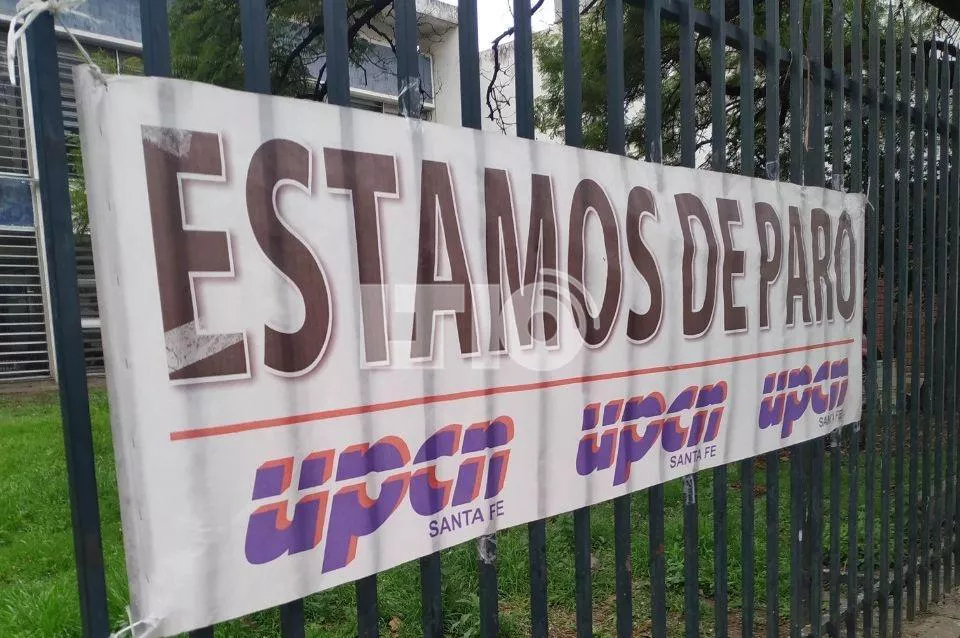 ESTAMOS DE PARO
upcn upcn upcn
SANTA FE SANTA FE SANTA FE